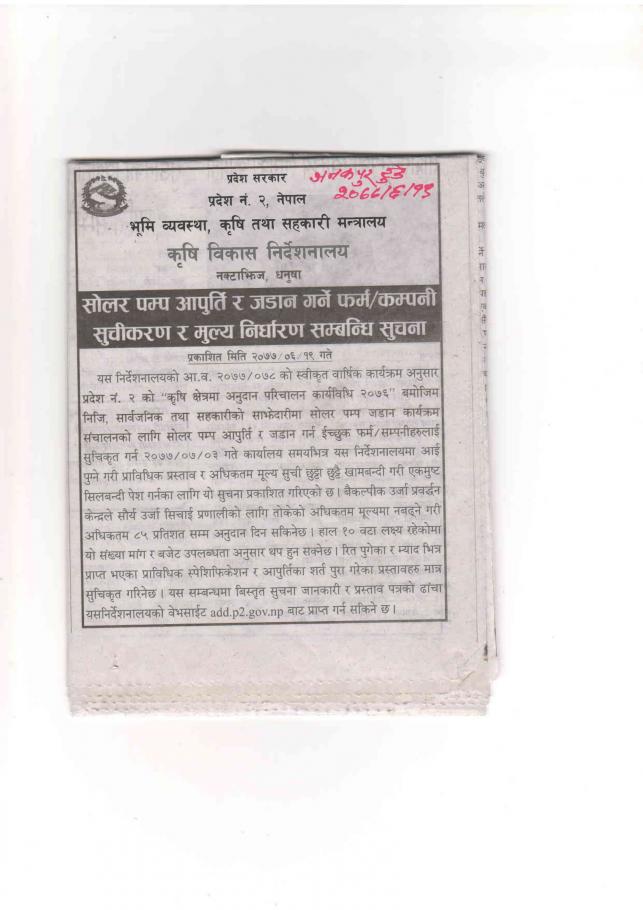 प्रदेश सरकार
जनकपुर टुडे
प्रदेश नं. २, नेपाल
२०७७/६/१९
भूमि व्यवस्था, कृषि तथा सहकारी मन्त्रालय
कृषि विकास निर्देशनालय
नक्टाझिज, धनुषा
सोलर पम्प आपुर्ति र जडान गर्ने फर्म/कम्पनी
सुचीकरण र मुल्य निर्धारण सम्बन्धि सुचना
प्रकाशित मिति २०७७/०६/१९ गते
यस निर्देशनालयको आ.व. २०७७/०७८ को स्वीकृत वार्षिक कार्यक्रम अनुसार
प्रदेश नं. २ को "कृषि क्षेत्रमा अनुदान परिचालन कार्यविधि २०७६" बमोजिम
निजि, सार्वजनिक तथा सहकारीको साझेदारीमा सोलर पम्प जडान कार्यक्रम
संचालनको लागि सोलर पम्प आपुर्ति र जडान गर्न ईच्छुक फर्म/सम्पनीहरुलाई
सुचिकृत गर्न २०७७/०७/०३ गते कार्यालय समयभित्र यस निर्देशनालयमा आई
पुग्ने गरी प्राविधिक प्रस्ताव र अधिकतम मूल्य सुची छुट्टा छुट्टै खामबन्दी गरी एकमुष्ट
सिलबन्दी पेश गर्नका लागि यो सुचना प्रकाशित गरिएको छ। बैकल्पीक उर्जा प्रवर्द्धन
केन्द्रले सौर्य उर्जा सिचाई प्रणालीको लागि तोकेको अधिकतम मूल्यमा नबढ्ने गरी
अधिकतम ८५ प्रतिशत सम्म अनुदान दिन सकिनेछ। हाल १० वटा लक्ष्य रहेकोमा
यो संख्या मांग र बजेट उपलब्धता अनुसार थप हुन सक्नेछ। रित पुगेका र म्याद भित्र
प्राप्त भएका प्राविधिक स्पेशिफिकेशन र आपुर्तिका शर्त पुरा गरेका प्रस्तावहरु मात्र
सुचिकृत गरिनेछ। यस सम्बन्धमा बिस्तृत सुचना जानकारी र प्रस्ताव पत्रको ढाँचा
यसनिर्देशनालयको वेभसाईट add.p2.gov.np बाट प्राप्त गर्न सकिने छ।